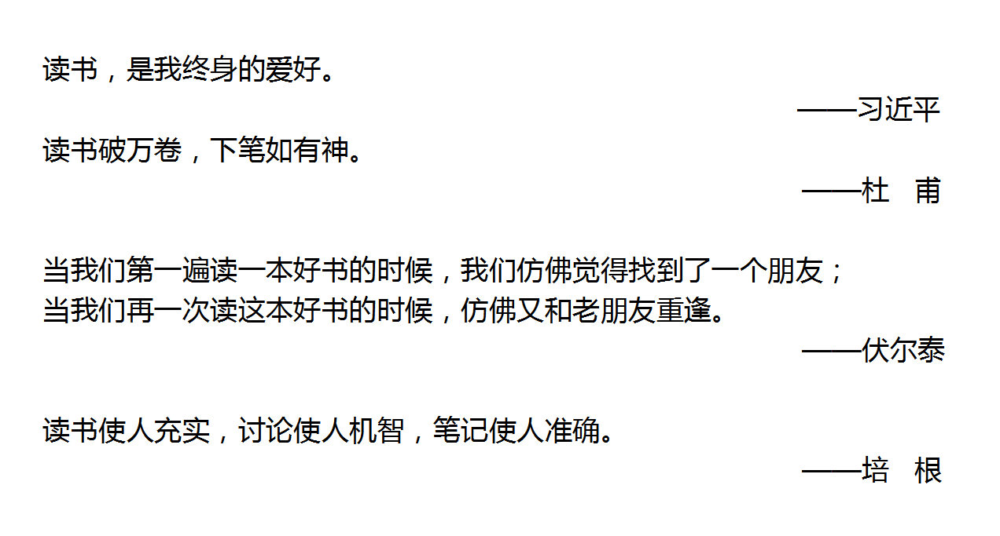 读书，是我终身的爱好。
——习近平
读书破万卷，下笔如有神。
——杜　甫
当我们第一遍读一本好书的时候，我们仿佛觉得找到了一个朋友；
当我们再一次读这本好书的时候，仿佛又和老朋友重逢。
——伏尔泰
读书使人充实，讨论使人机智，笔记使人准确。
——培　根